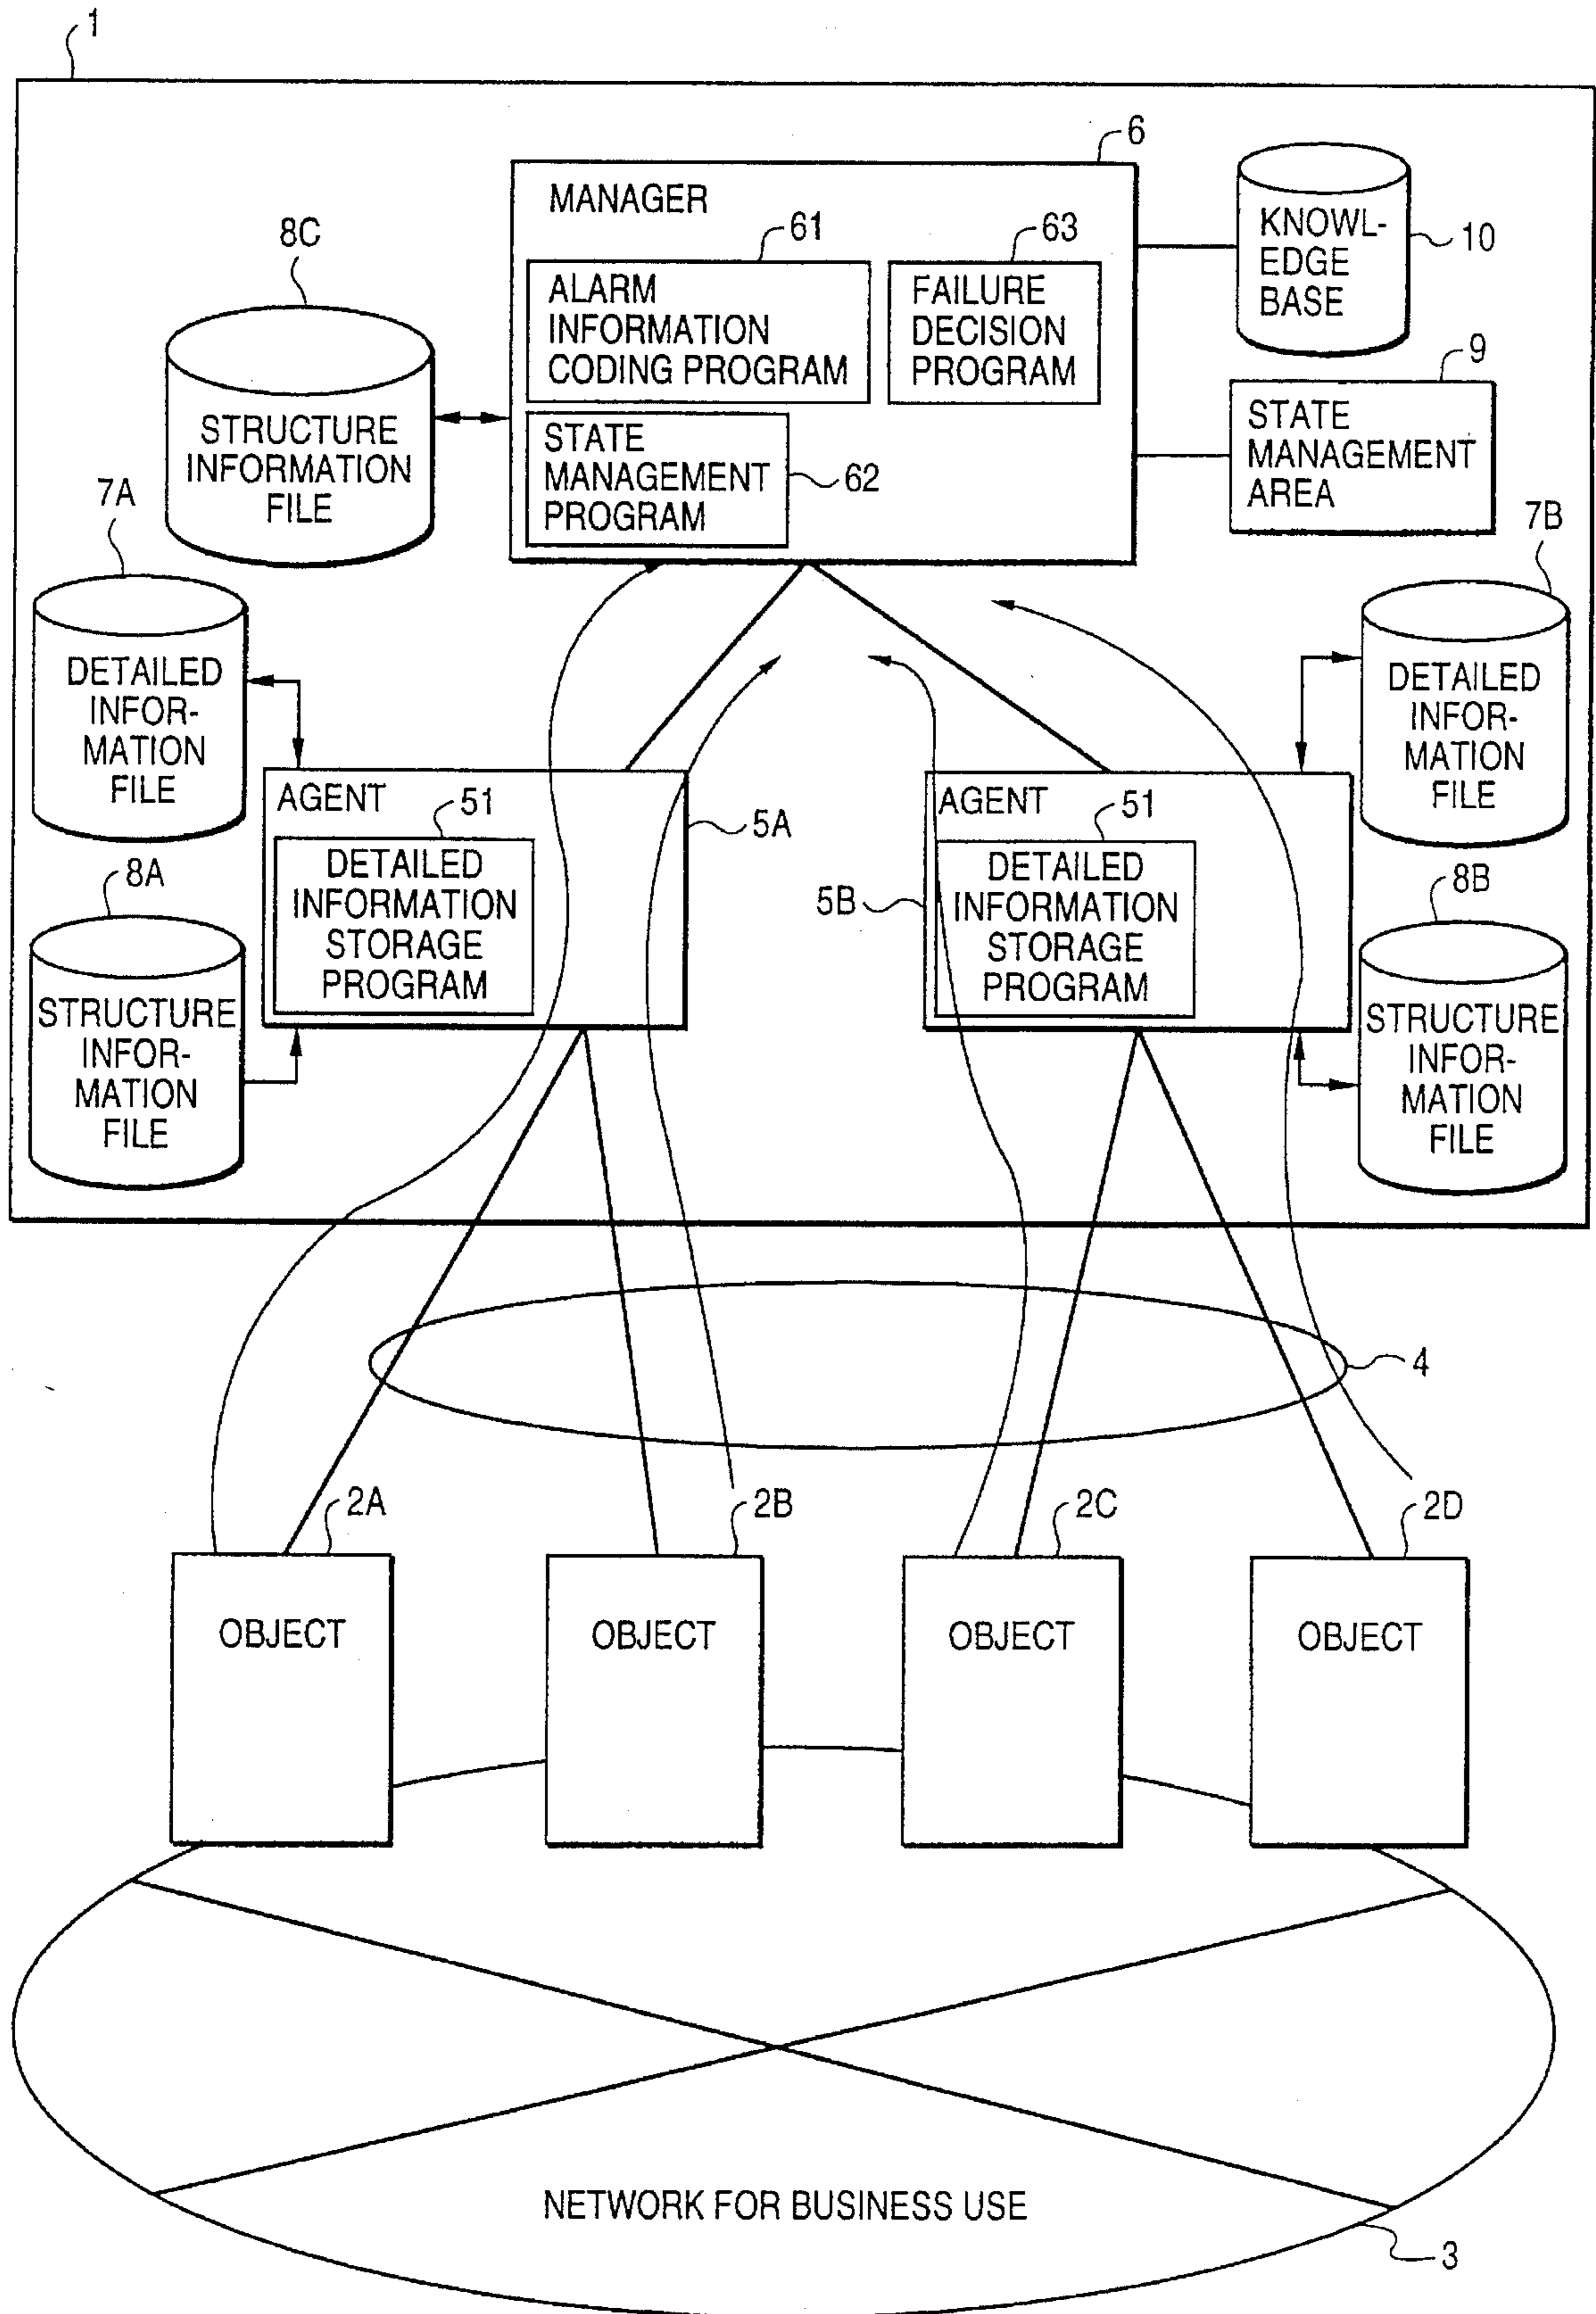 1
6
MANAGER
61
ALARM
INFORMATION
CODING PROGRAM
63
FAILURE
DECISION
PROGRAM
STATE
MANAGEMENT
PROGRAM
62
KNOWL-
EDGE
BASE
10
9
STATE
MANAGEMENT
AREA
8C
STRUCTURE
INFORMATION
FILE
7A
DETAILED
INFOR-
MATION
FILE
7B
DETAILED
INFOR-
MATION
FILE
AGENT
51
5A
DETAILED
INFORMATION
STORAGE
PROGRAM
AGENT
51
5B
DETAILED
INFORMATION
STORAGE
PROGRAM
8A
STRUCTURE
INFOR-
MATION
FILE
8B
STRUCTURE
INFOR-
MATION
FILE
4
2A
OBJECT
2B
OBJECT
2C
OBJECT
2D
OBJECT
NETWORK FOR BUSINESS USE
3